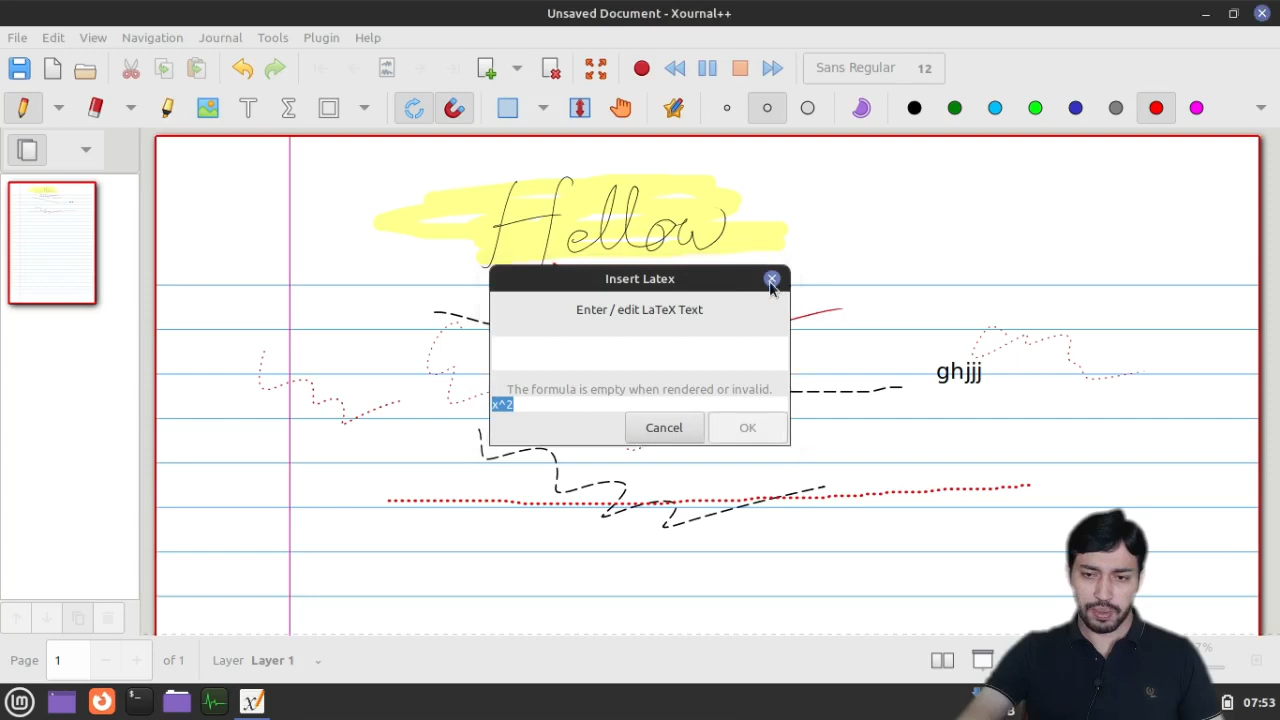 Unsaved Document - Xournal++
File Edit View Navigation Journal Tools Plugin Help
Sans Regular 12
Hellow
Insert Latex
Enter / edit LaTeX Text
ghjjj
The formula is empty when rendered or invalid.
x^2
Cancel OK
Page 1 of 1 Layer Layer 1
07:53